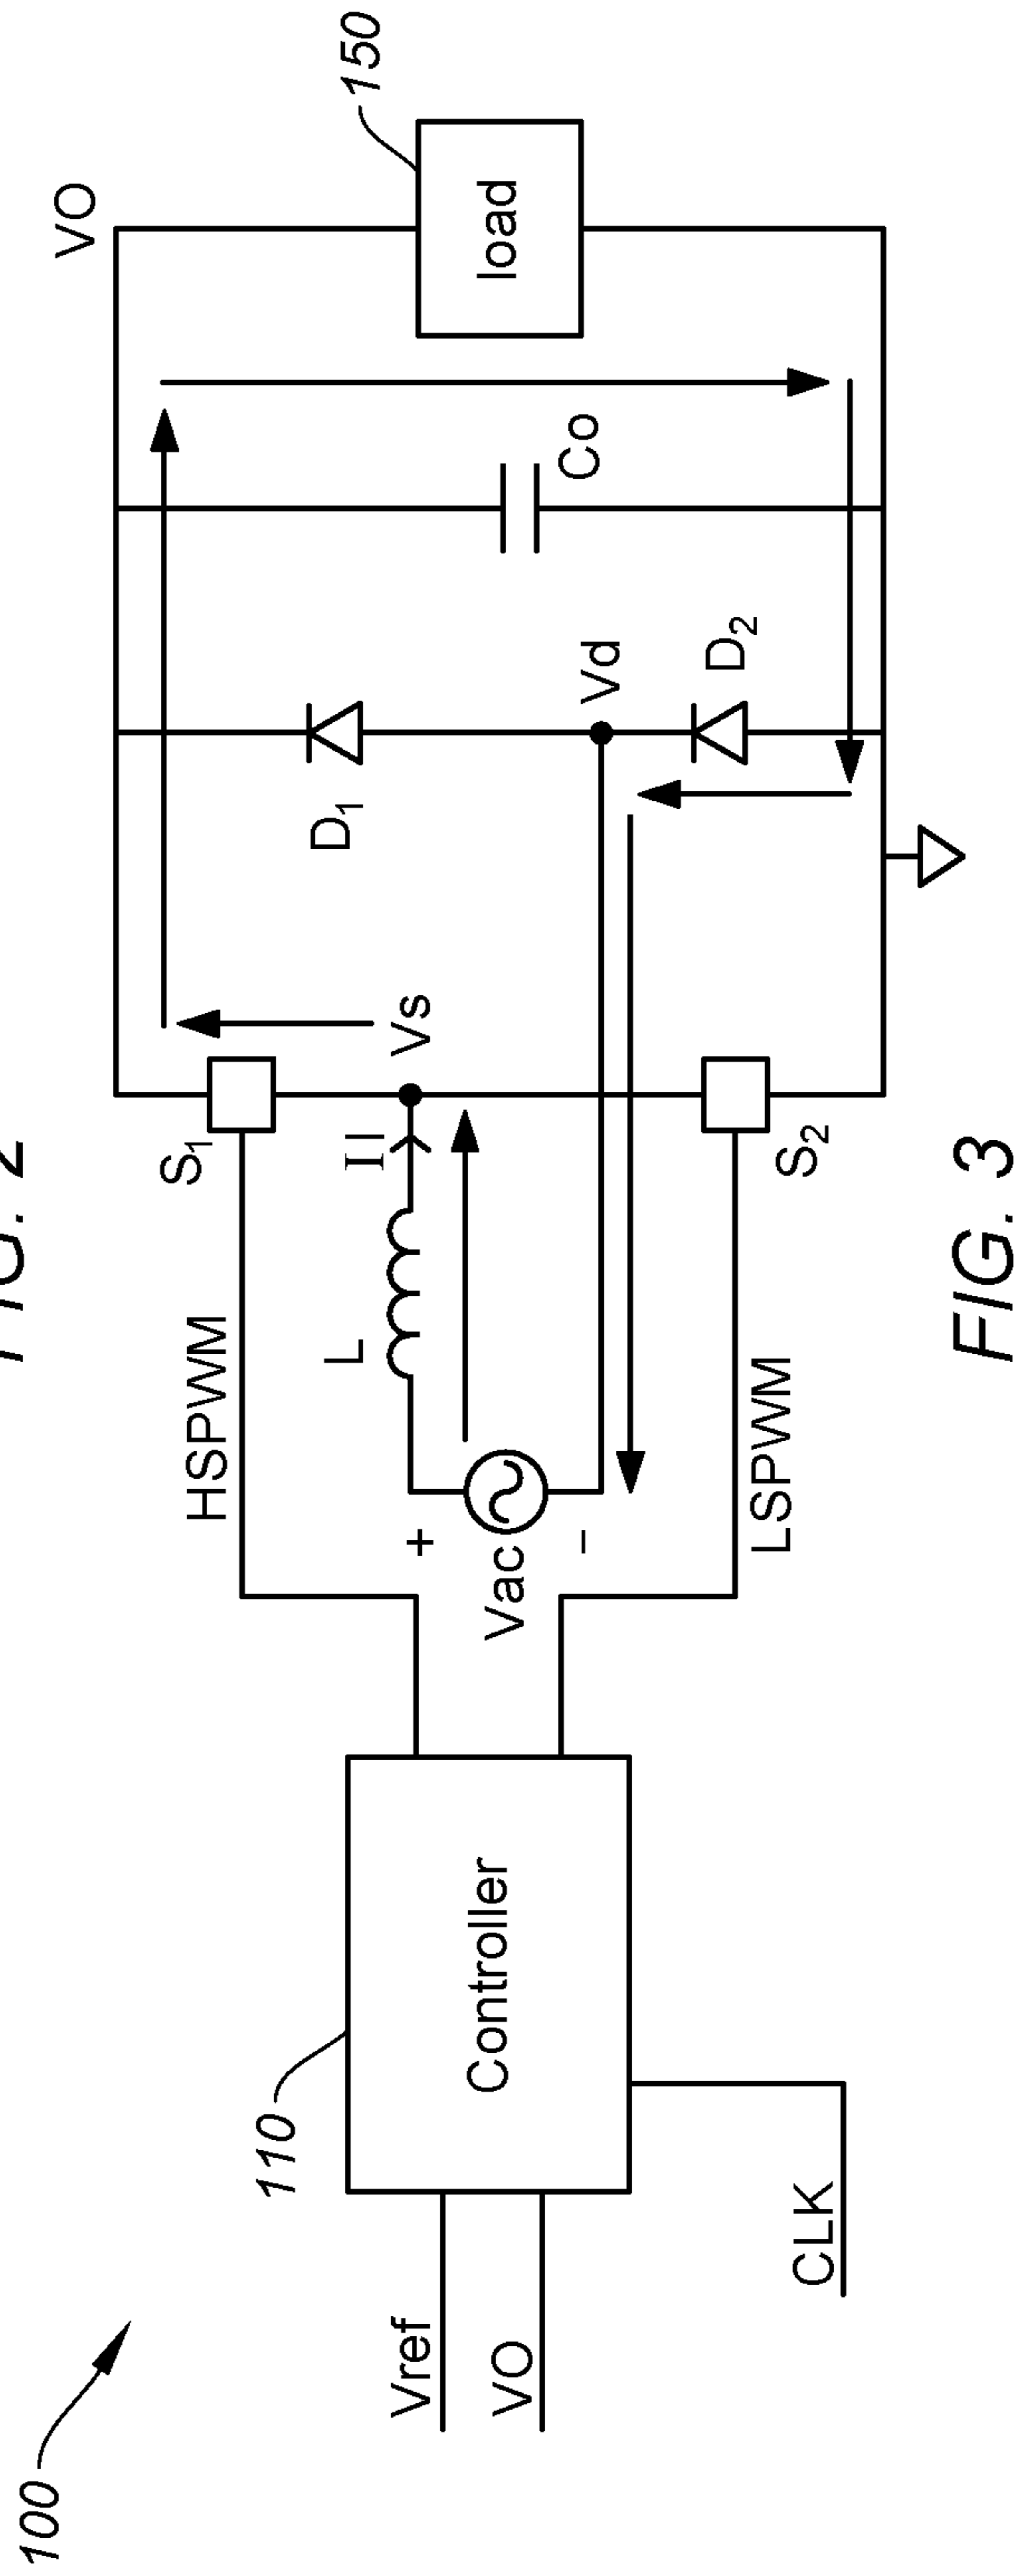 FIG. 2
100
110
Vref
VO
CLK
Controller
HSPWM
LSPWM
+
Vac
−
L
Il
S1
S2
Vs
D1
Vd
D2
Co
VO
load
150
FIG. 3